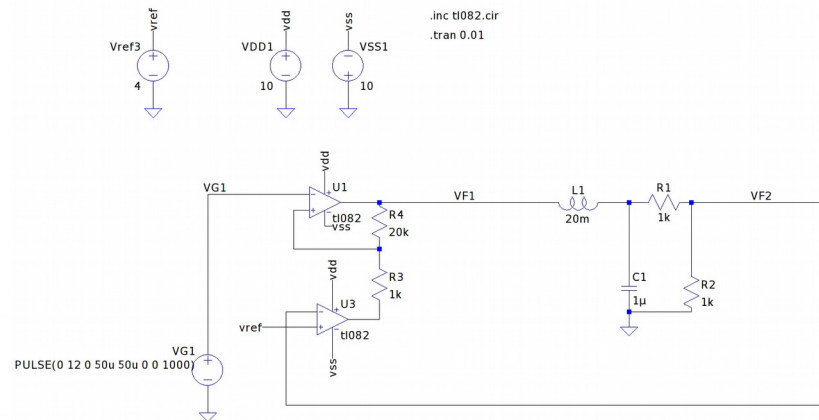 vref
vdd
vss
.inc tl082.cir
.tran 0.01
Vref3
VDD1
VSS1
4
10
10
vdd
VG1
U1
tl082
vss
R4
20k
VF1
L1
20m
R1
1k
VF2
C1
1µ
R2
1k
R3
1k
vdd
U3
tl082
vref
vss
VG1
PULSE(0 12 0 50u 50u 0 0 1000)